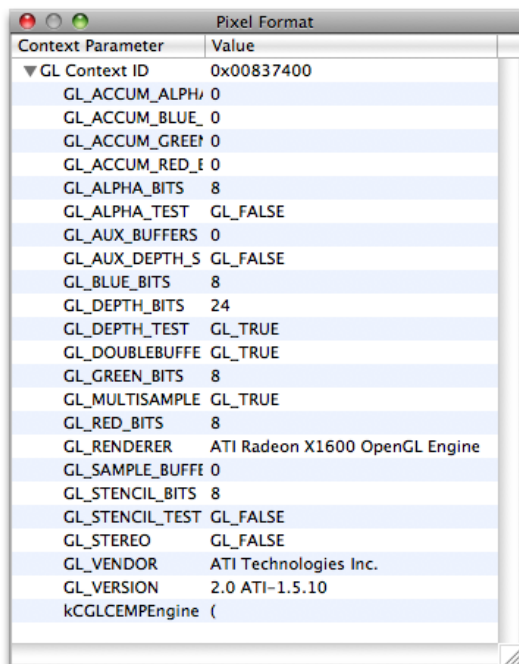 Pixel Format
Context Parameter Value
GL Context ID 0x00837400
GL_ACCUM_ALPHA 0
GL_ACCUM_BLUE_ 0
GL_ACCUM_GREEN 0
GL_ACCUM_RED_B 0
GL_ALPHA_BITS 8
GL_ALPHA_TEST GL_FALSE
GL_AUX_BUFFERS 0
GL_AUX_DEPTH_S GL_FALSE
GL_BLUE_BITS 8
GL_DEPTH_BITS 24
GL_DEPTH_TEST GL_TRUE
GL_DOUBLEBUFFE GL_TRUE
GL_GREEN_BITS 8
GL_MULTISAMPLE GL_TRUE
GL_RED_BITS 8
GL_RENDERER ATI Radeon X1600 OpenGL Engine
GL_SAMPLE_BUFFE 0
GL_STENCIL_BITS 8
GL_STENCIL_TEST GL_FALSE
GL_STEREO GL_FALSE
GL_VENDOR ATI Technologies Inc.
GL_VERSION 2.0 ATI-1.5.10
kCGLCEMPEngine (